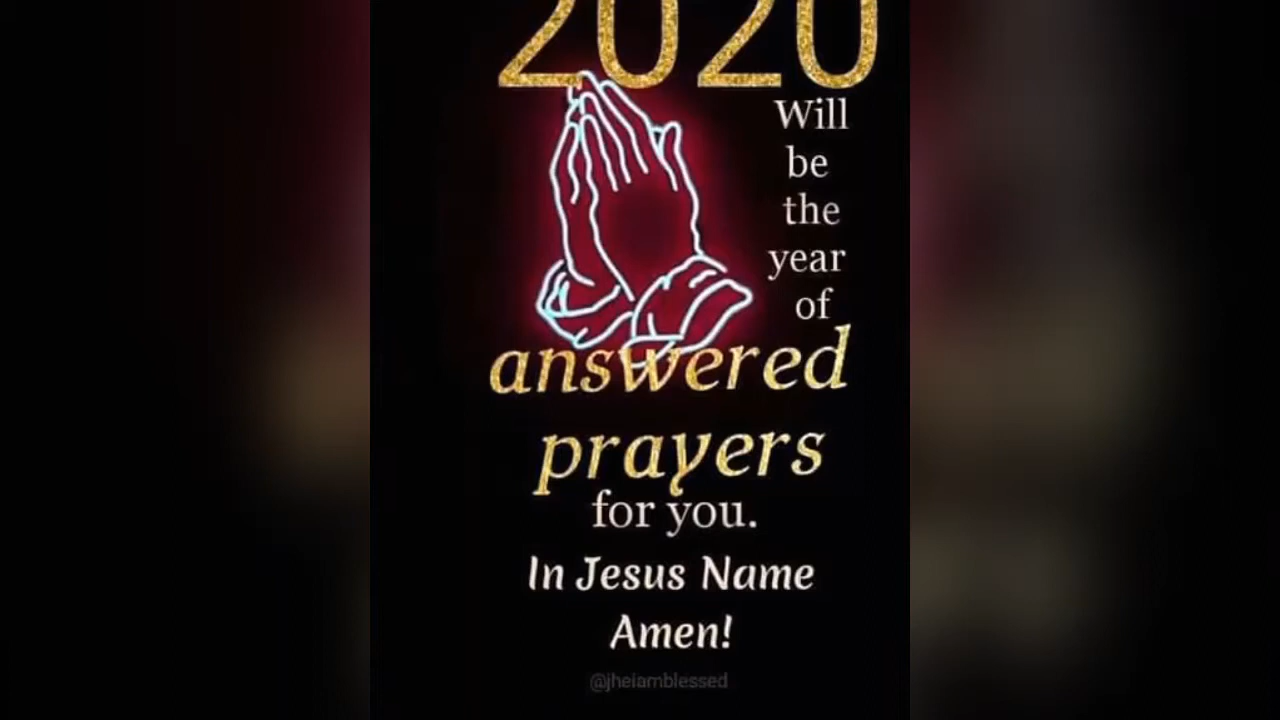 2020
Will
be
the
year
of
answered
prayers
for you.
In Jesus Name
Amen!
@jheiamblessed